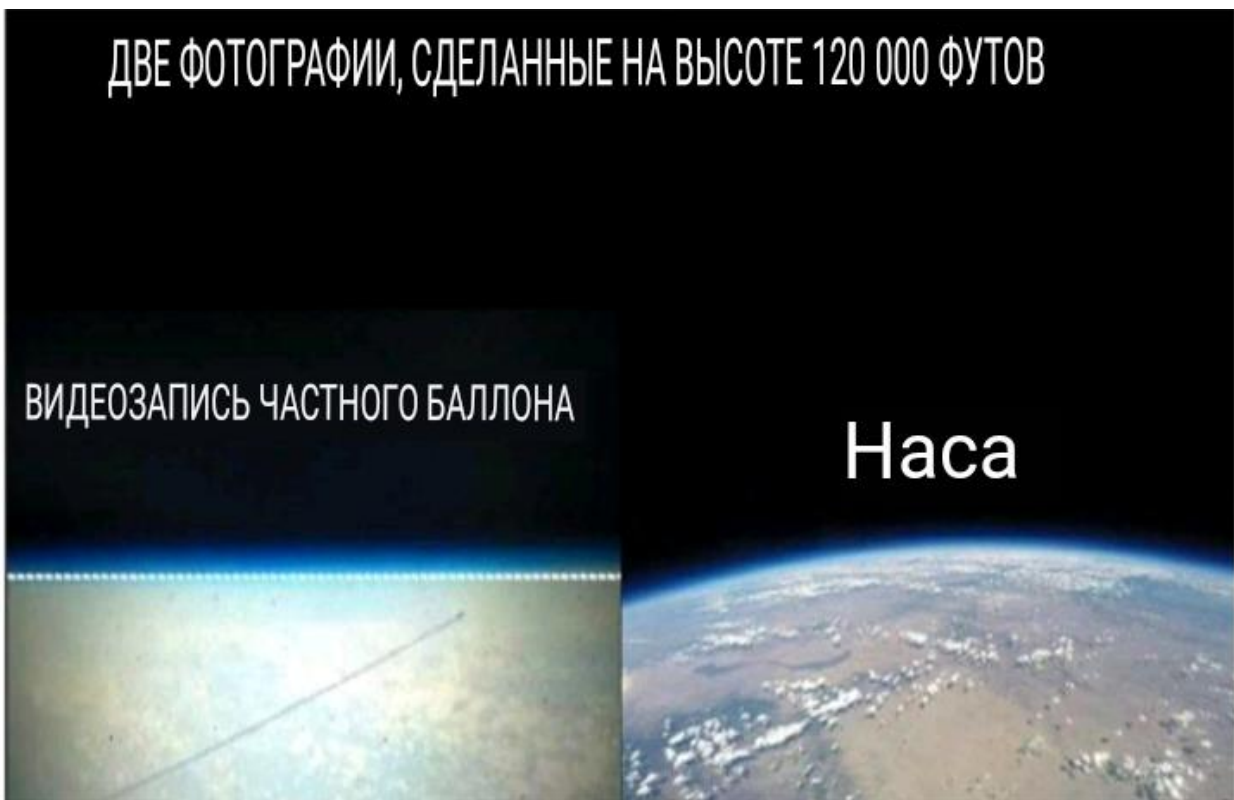 ДВЕ ФОТОГРАФИИ, СДЕЛАННЫЕ НА ВЫСОТЕ 120 000 ФУТОВ
ВИДЕОЗАПИСЬ ЧАСТНОГО БАЛЛОНА
Наса